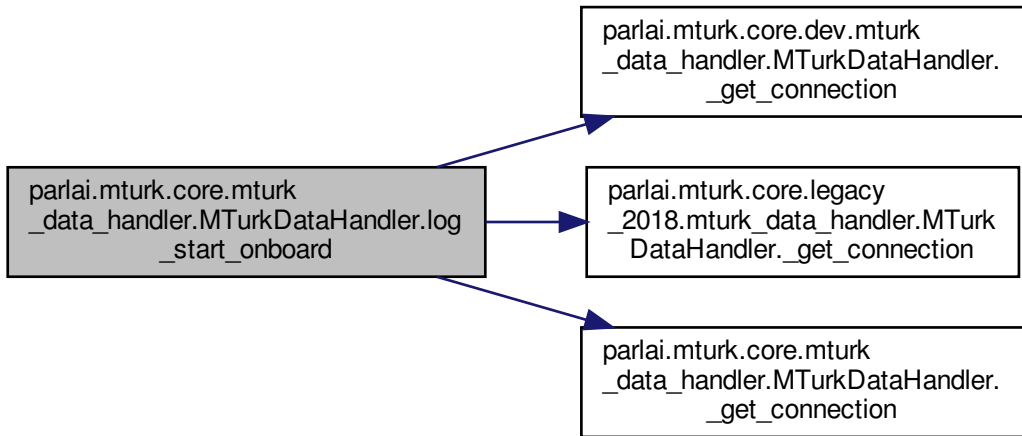 parlai.mturk.core.mturk
_data_handler.MTurkDataHandler.log
_start_onboard
parlai.mturk.core.dev.mturk
_data_handler.MTurkDataHandler.
_get_connection
parlai.mturk.core.legacy
_2018.mturk_data_handler.MTurk
DataHandler._get_connection
parlai.mturk.core.mturk
_data_handler.MTurkDataHandler.
_get_connection